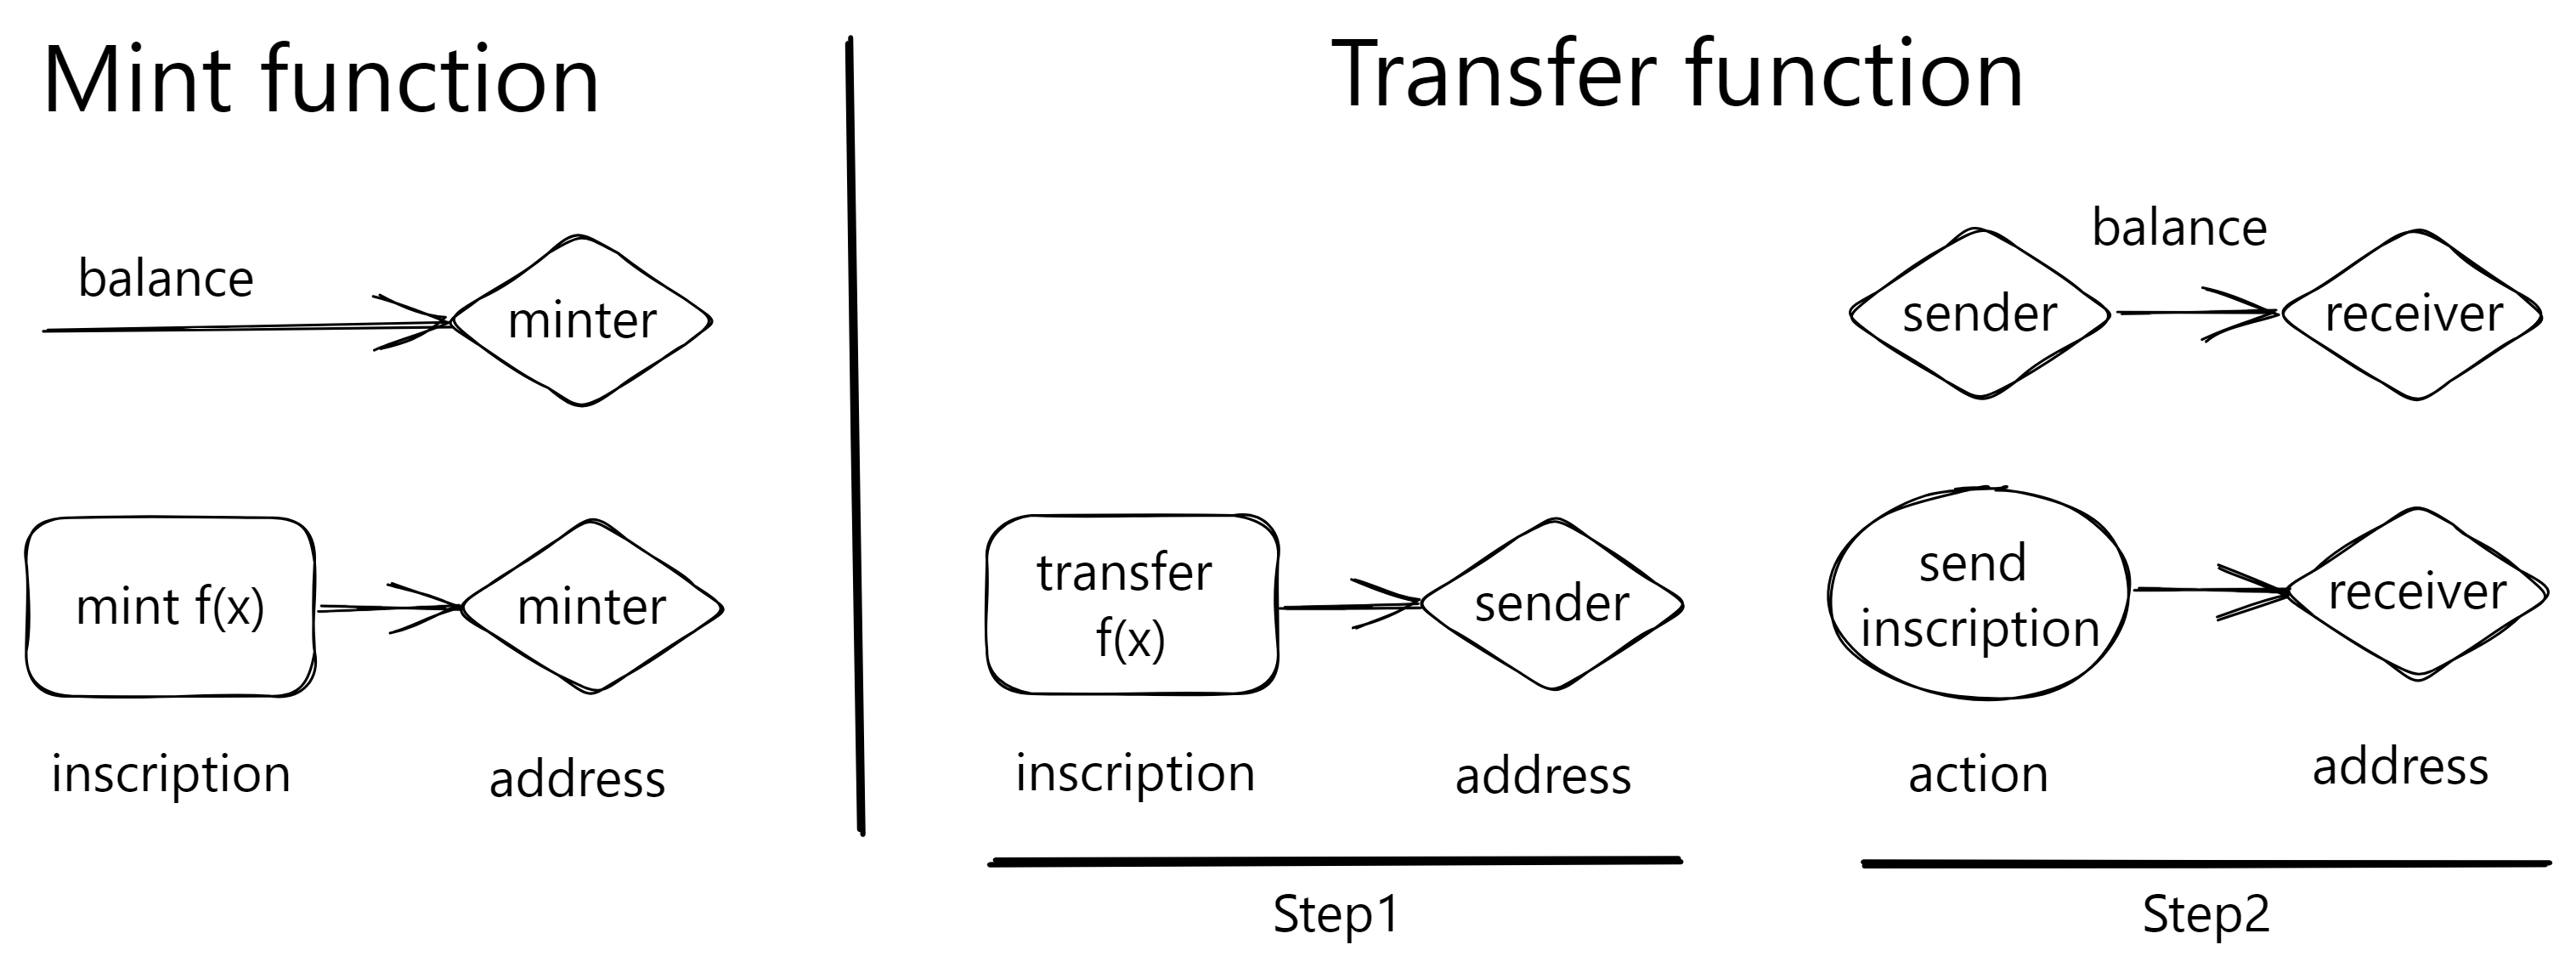 Mint function
balance
minter
mint f(x)
minter
inscription
address
Transfer function
sender
balance
receiver
transfer
f(x)
sender
send
inscription
receiver
inscription
address
action
address
Step1
Step2